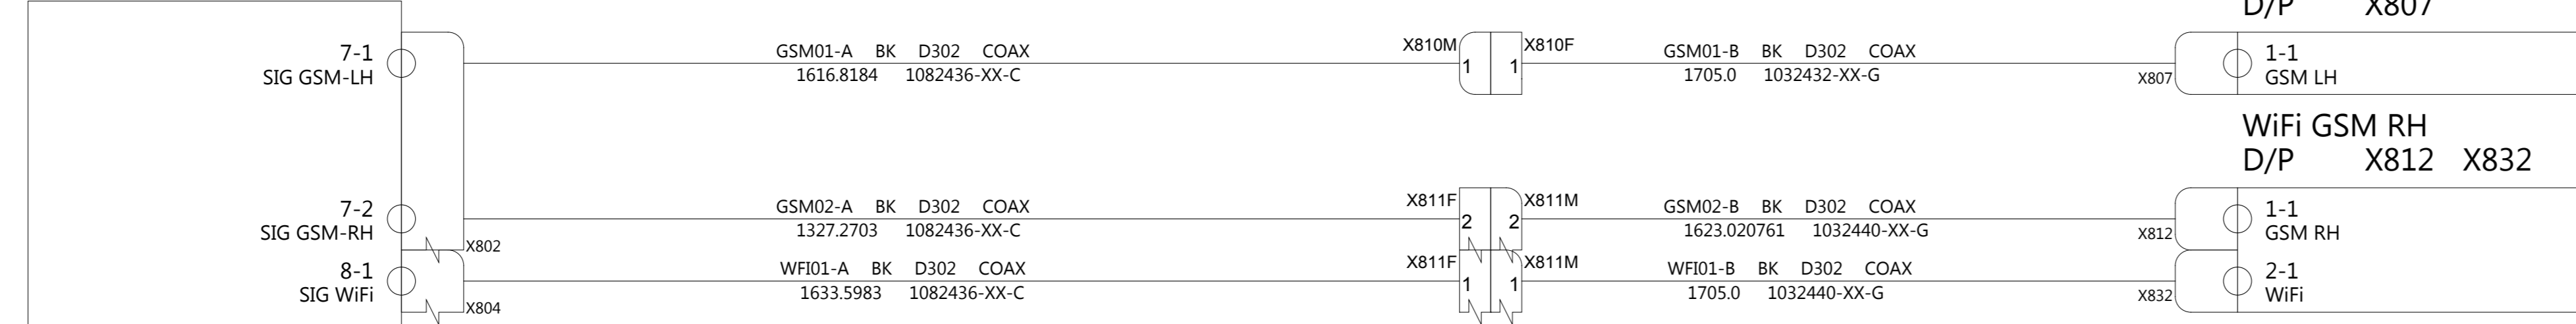 D/P X807
7-1
SIG GSM-LH
GSM01-A BK D302 COAX
1616.8184 1082436-XX-C
X810M
1
1
X810F
GSM01-B BK D302 COAX
1705.0 1032432-XX-G
X807
1-1
GSM LH
WiFi GSM RH
D/P X812 X832
7-2
SIG GSM-RH
X802
GSM02-A BK D302 COAX
1327.2703 1082436-XX-C
X811F
2
2
X811M
GSM02-B BK D302 COAX
1623.020761 1032440-XX-G
X812
1-1
GSM RH
8-1
SIG WiFi
X804
WFI01-A BK D302 COAX
1633.5983 1082436-XX-C
X811F
1
1
X811M
WFI01-B BK D302 COAX
1705.0 1032440-XX-G
X832
2-1
WiFi